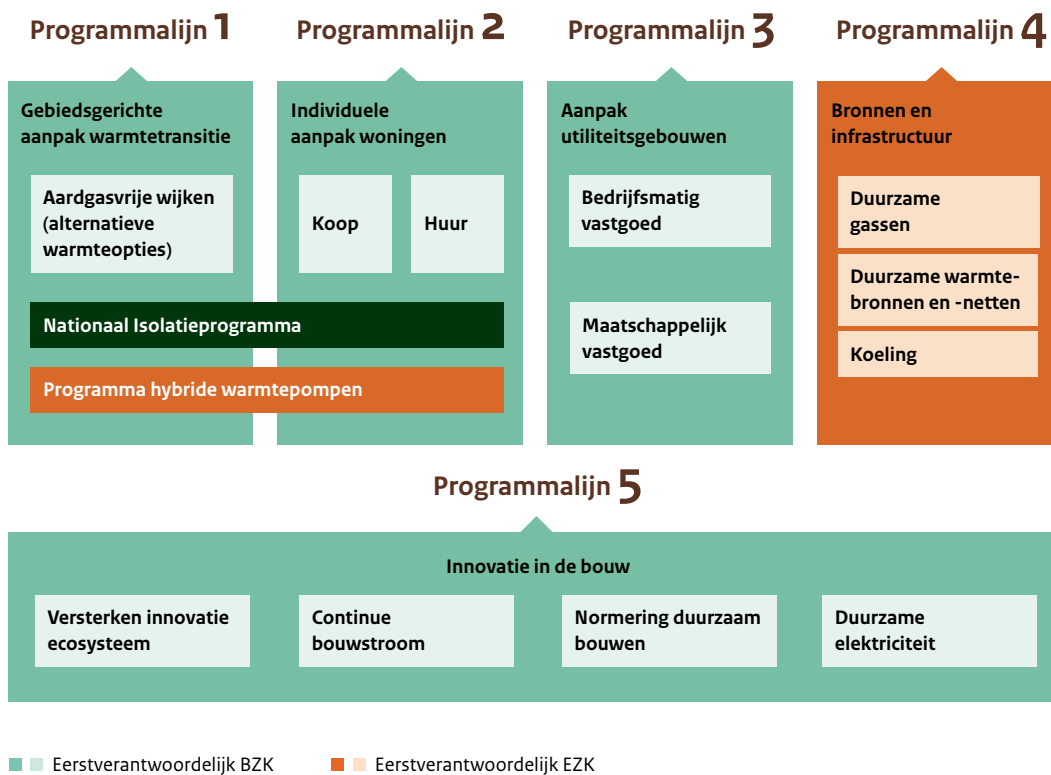 Programmalijn 1
Gebiedsgerichte
aanpak warmtetransitie
Aardgasvrije wijken
(alternatieve
warmteopties)
Programmalijn 2
Individuele
aanpak woningen
Koop
Huur
Nationaal Isolatieprogramma
Programma hybride warmtepompen
Programmalijn 3
Aanpak
utiliteitsgebouwen
Bedrijfsmatig
vastgoed
Maatschappelijk
vastgoed
Programmalijn 4
Bronnen en
infrastructuur
Duurzame
gassen
Duurzame warmte-
bronnen en -netten
Koeling
Programmalijn 5
Innovatie in de bouw
Versterken innovatie
ecosysteem
Continue
bouwstroom
Normering duurzaam
bouwen
Duurzame
elektriciteit
Eerstverantwoordelijk BZK
Eerstverantwoordelijk EZK